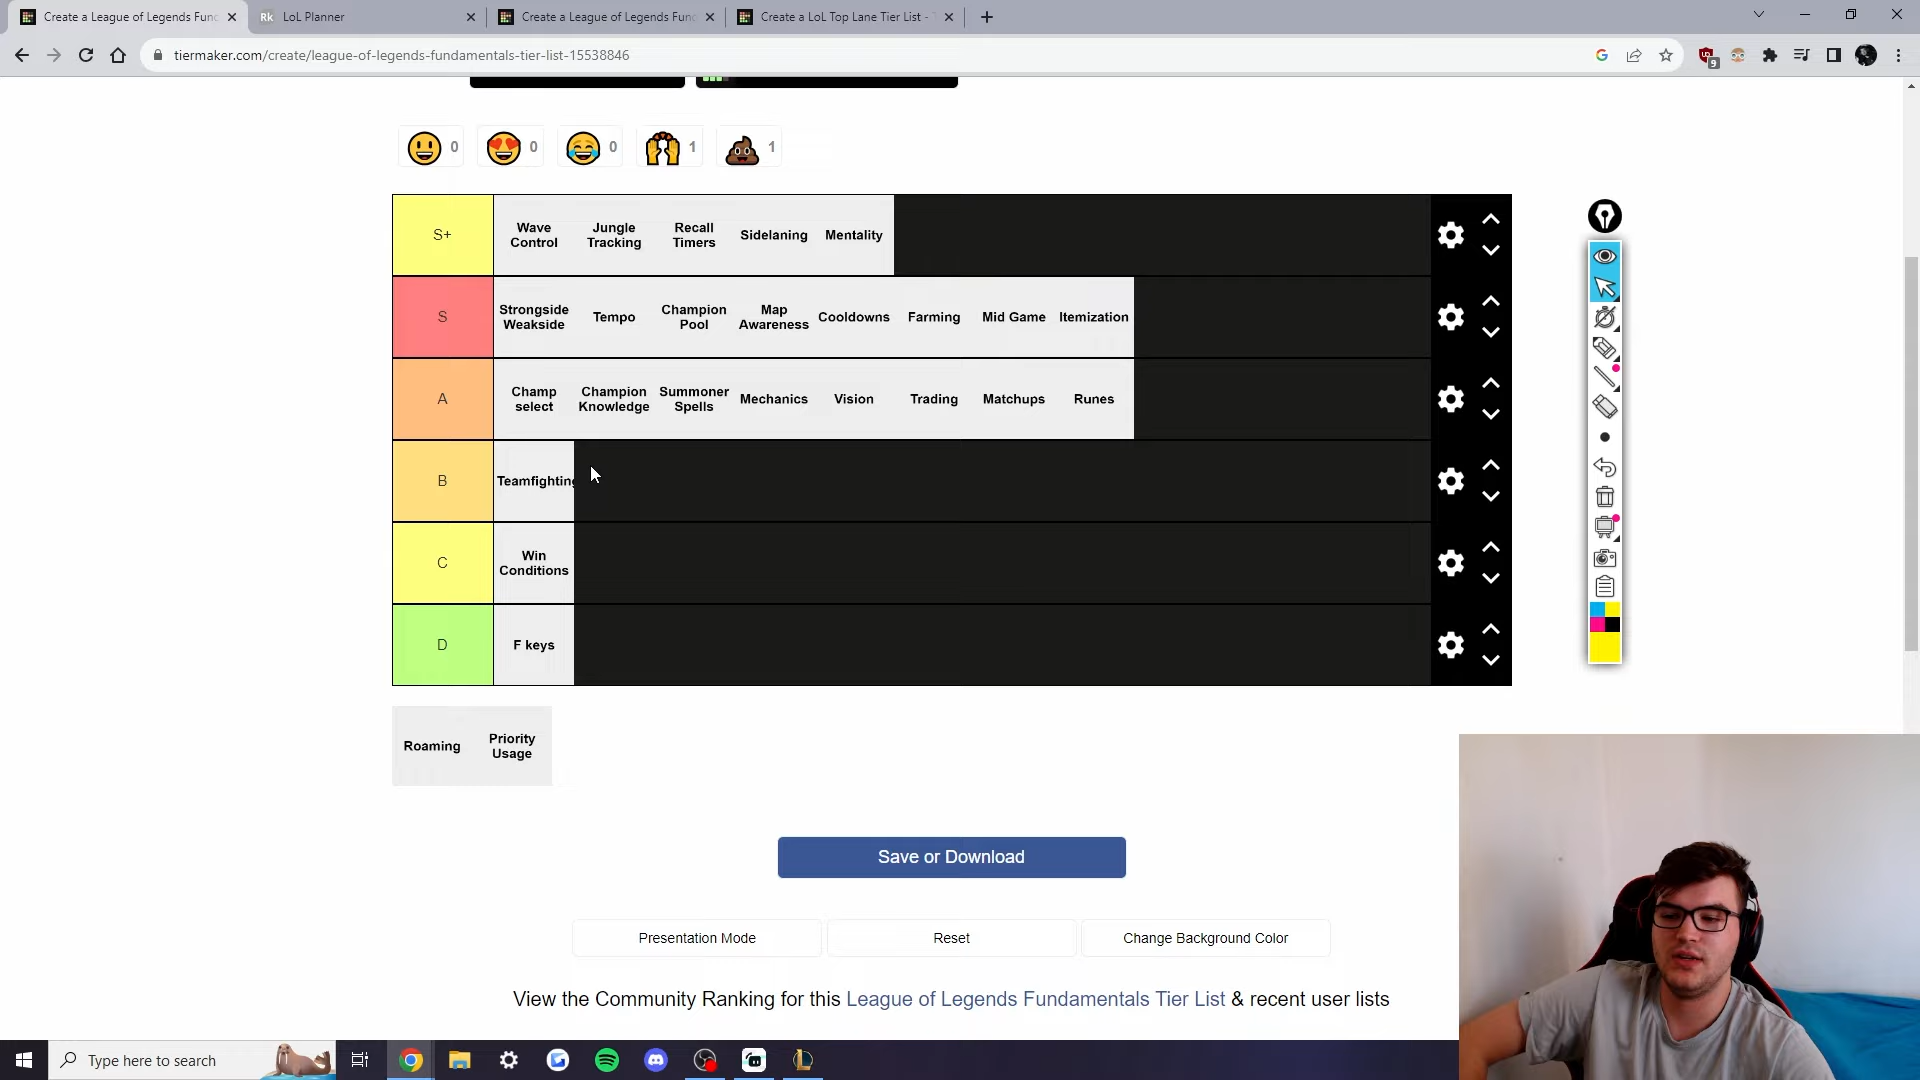 Create a League of Legends Func
LoL Planner
Create a League of Legends Func
Create a LoL Top Lane Tier List - T
tiermaker.com/create/league-of-legends-fundamentals-tier-list-15538846
9
0
0
0
1
1
S+
Wave
Control
Jungle
Tracking
Recall
Timers
Sidelaning
Mentality
S
Strongside
Weakside
Tempo
Champion
Pool
Map
Awareness
Cooldowns
Farming
Mid Game
Itemization
A
Champ
select
Champion
Knowledge
Summoner
Spells
Mechanics
Vision
Trading
Matchups
Runes
B
Teamfighting
C
Win
Conditions
D
F keys
Roaming
Priority
Usage
Save or Download
Presentation Mode
Reset
Change Background Color
View the Community Ranking for this League of Legends Fundamentals Tier List & recent user lists
Type here to search